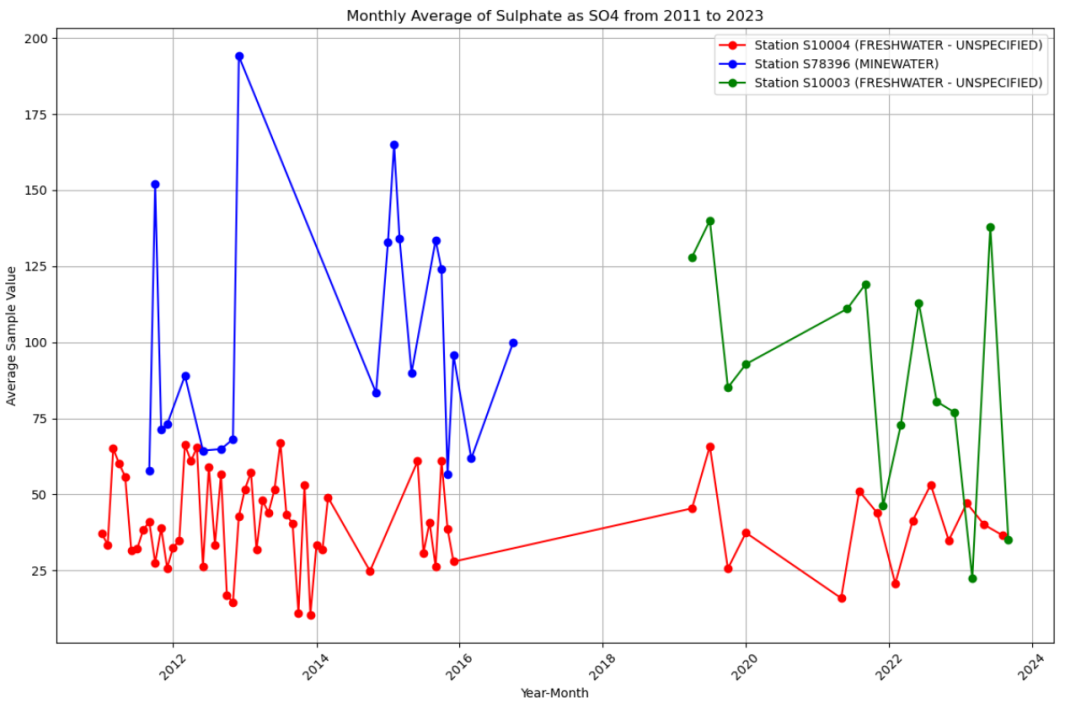 Monthly Average of Sulphate as SO4 from 2011 to 2023
Station S10004 (FRESHWATER - UNSPECIFIED)
Station S78396 (MINEWATER)
Station S10003 (FRESHWATER - UNSPECIFIED)
Average Sample Value
200
175
150
125
100
75
50
25
2012
2014
2016
2018
2020
2022
2024
Year-Month